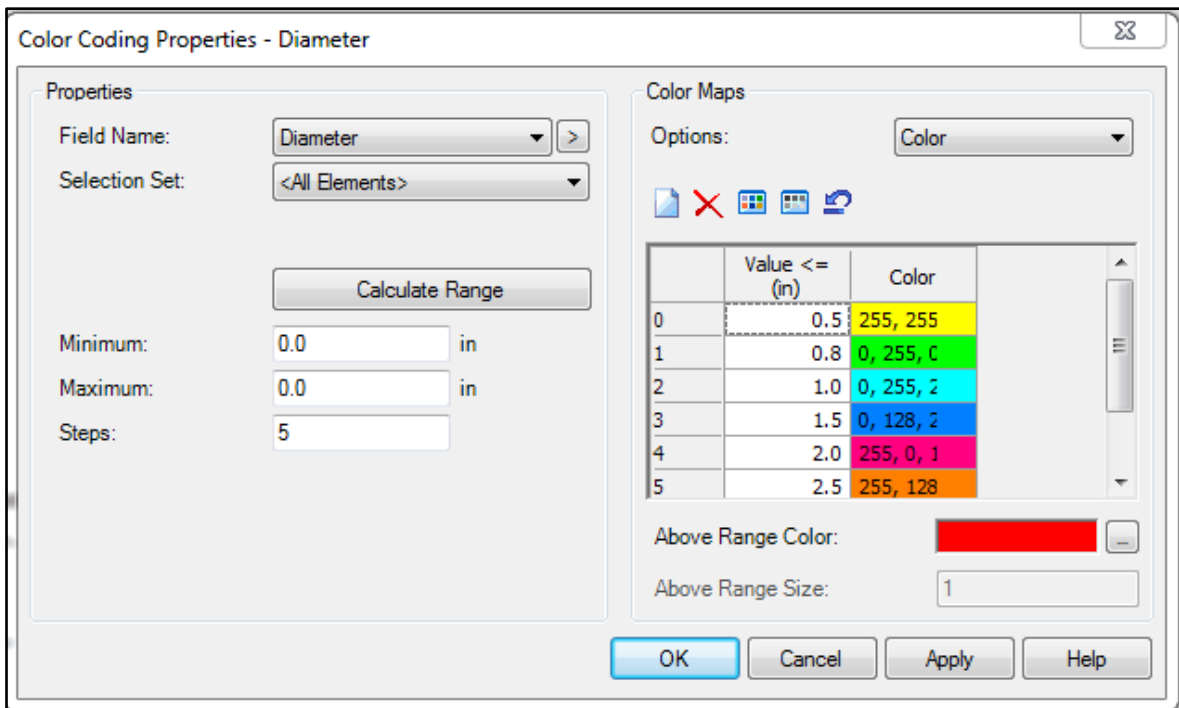 Color Coding Properties - Diameter
Properties
Field Name: Diameter >
Selection Set: <All Elements>
Calculate Range
Minimum: 0.0 in
Maximum: 0.0 in
Steps: 5
Color Maps
Options: Color
Value <= (in) Color
0 0.5 255, 255
1 0.8 0, 255, 0
2 1.0 0, 255, 2
3 1.5 0, 128, 2
4 2.0 255, 0, 1
5 2.5 255, 128
Above Range Color: ...
Above Range Size: 1
OK Cancel Apply Help